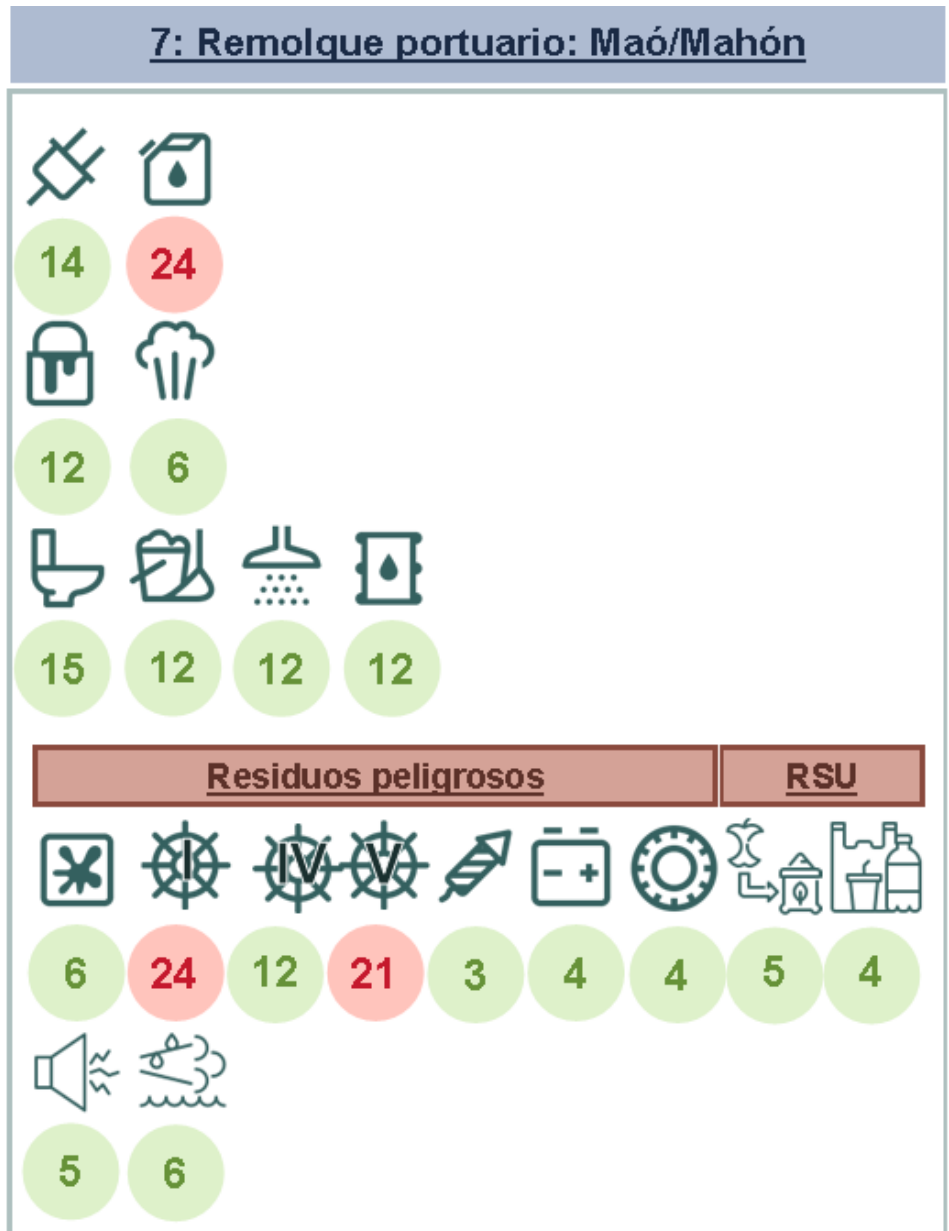 7: Remolque portuario: Maó/Mahón
14 24
12 6
15 12 12 12
Residuos peligrosos RSU
I IV V
- +
6 24 12 21 3 4 4 5 4
5 6